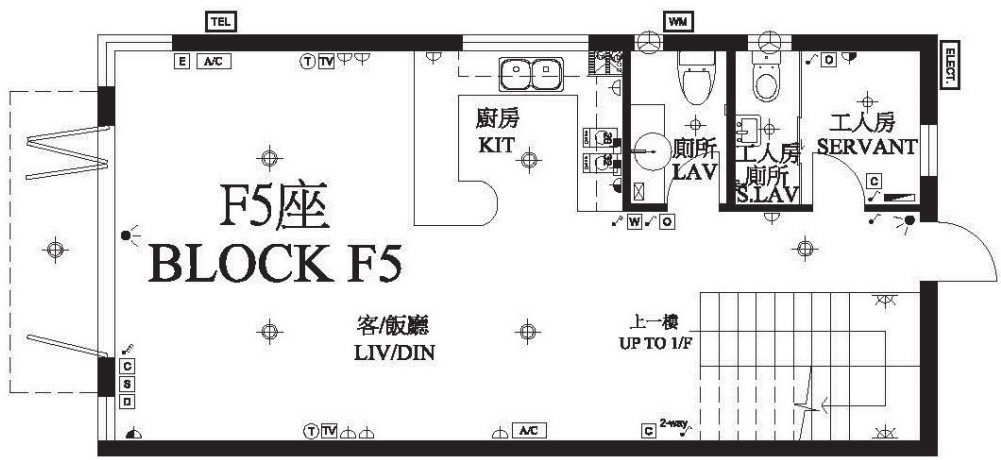 TEL
WM
ELECT.
E
A/C
T
TV
O
廚房
KIT
廁所
LAV
工人房
廁所
S.LAV
工人房
SERVANT
C
F5座
BLOCK F5
W
O
客/飯廳
LIV/DIN
上一樓
UP TO 1/F
C
S
D
T
TV
A/C
C
2-way